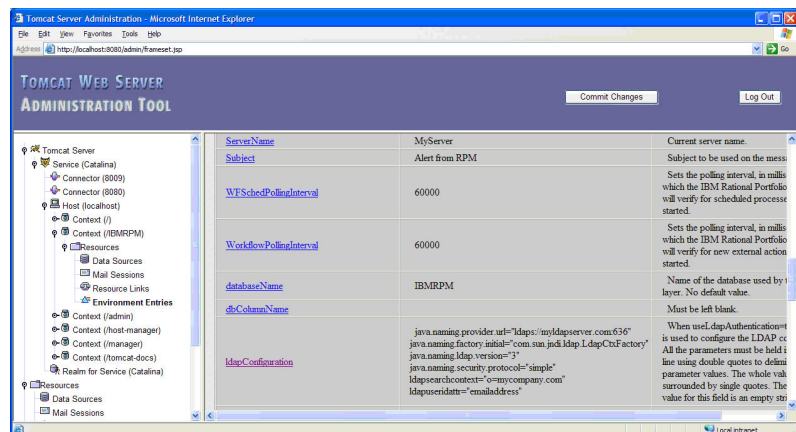 Tomcat Server Administration - Microsoft Internet Explorer
File Edit View Favorites Tools Help
Address http://localhost:8080/admin/frameset.jsp Go
TOMCAT WEB SERVER
ADMINISTRATION TOOL
Commit Changes Log Out
Tomcat Server
Service (Catalina)
Connector (8009)
Connector (8080)
Host (localhost)
Context (/)
Context (/IBMRPM)
Resources
Data Sources
Mail Sessions
Resource Links
Environment Entries
Context (/admin)
Context (/host-manager)
Context (/manager)
Context (/tomcat-docs)
Realm for Service (Catalina)
Resources
Data Sources
Mail Sessions
ServerName MyServer Current server name.
Subject Alert from RPM Subject to be used on the mess
WFSchedPollingInterval 60000 Sets the polling interval, in millis
which the IBM Rational Portfolio
will verify for scheduled processe
started.
WorkflowPollingInterval 60000 Sets the polling interval, in millis
which the IBM Rational Portfolio
will verify for new external action
started.
databaseName IBMRPM Name of the database used by
layer. No default value.
dbColumnName Must be left blank.
ldapConfiguration
java.naming.provider.url="ldaps://myldapserver.com:636"
java.naming.factory.initial="com.sun.jndi.ldap.LdapCtxFactory"
java.naming.ldap.version="3"
java.naming.security.protocol="simple"
ldapsearchcontext="o=mycompany.com"
ldapuseridattr="emailaddress"
When useLdapAuthentication=t
is used to configure the LDAP co
All the parameters must be held i
line using double quotes to delimi
parameter values. The whole valu
surrounded by single quotes. The
value for this field is an empty stri
Local intranet